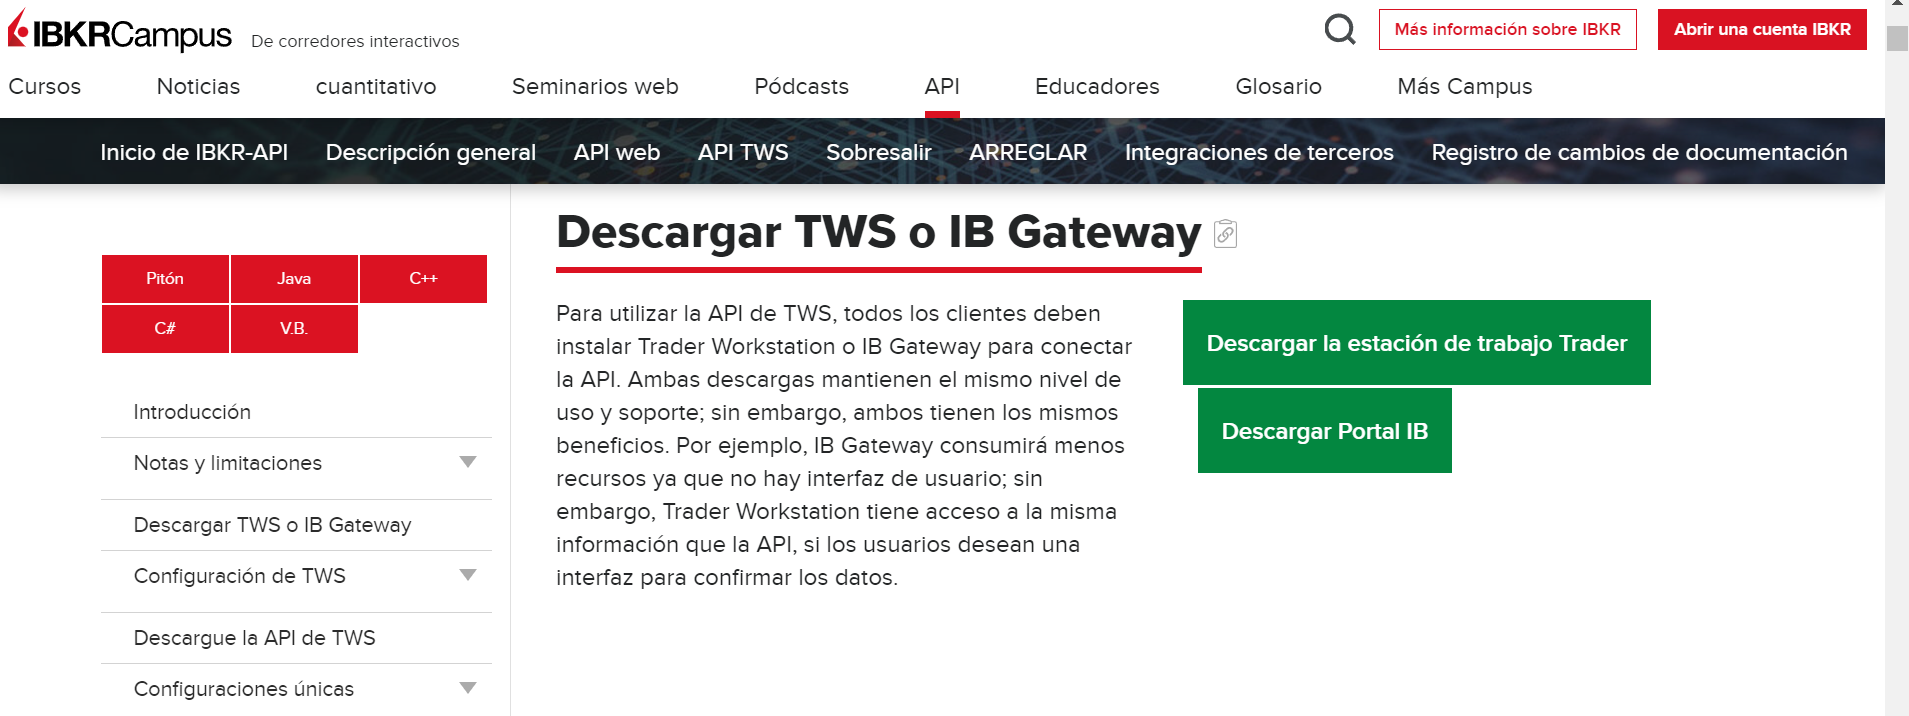 IBKRCampus De corredores interactivos
Más información sobre IBKR
Abrir una cuenta IBKR
Cursos Noticias cuantitativo Seminarios web Pódcasts API Educadores Glosario Más Campus
Inicio de IBKR-API Descripción general API web API TWS Sobresalir ARREGLAR Integraciones de terceros Registro de cambios de documentación
Pitón Java C++
C# V.B.
Introducción
Notas y limitaciones
Descargar TWS o IB Gateway
Configuración de TWS
Descargue la API de TWS
Configuraciones únicas
Descargar TWS o IB Gateway
Para utilizar la API de TWS, todos los clientes deben
instalar Trader Workstation o IB Gateway para conectar
la API. Ambas descargas mantienen el mismo nivel de
uso y soporte; sin embargo, ambos tienen los mismos
beneficios. Por ejemplo, IB Gateway consumirá menos
recursos ya que no hay interfaz de usuario; sin
embargo, Trader Workstation tiene acceso a la misma
información que la API, si los usuarios desean una
interfaz para confirmar los datos.
Descargar la estación de trabajo Trader
Descargar Portal IB